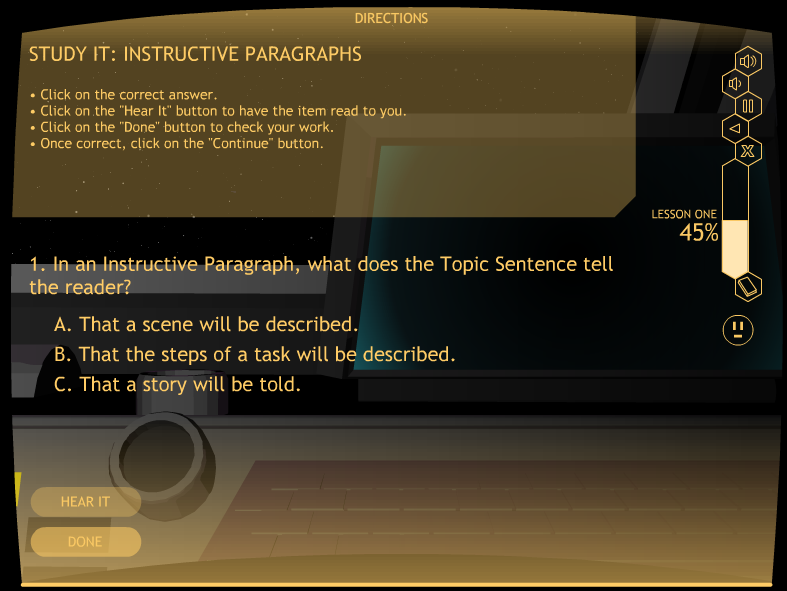 DIRECTIONS
STUDY IT: INSTRUCTIVE PARAGRAPHS
• Click on the correct answer.
• Click on the "Hear It" button to have the item read to you.
• Click on the "Done" button to check your work.
• Once correct, click on the "Continue" button.
LESSON ONE
45%
1. In an Instructive Paragraph, what does the Topic Sentence tell
the reader?
A. That a scene will be described.
B. That the steps of a task will be described.
C. That a story will be told.
HEAR IT
DONE